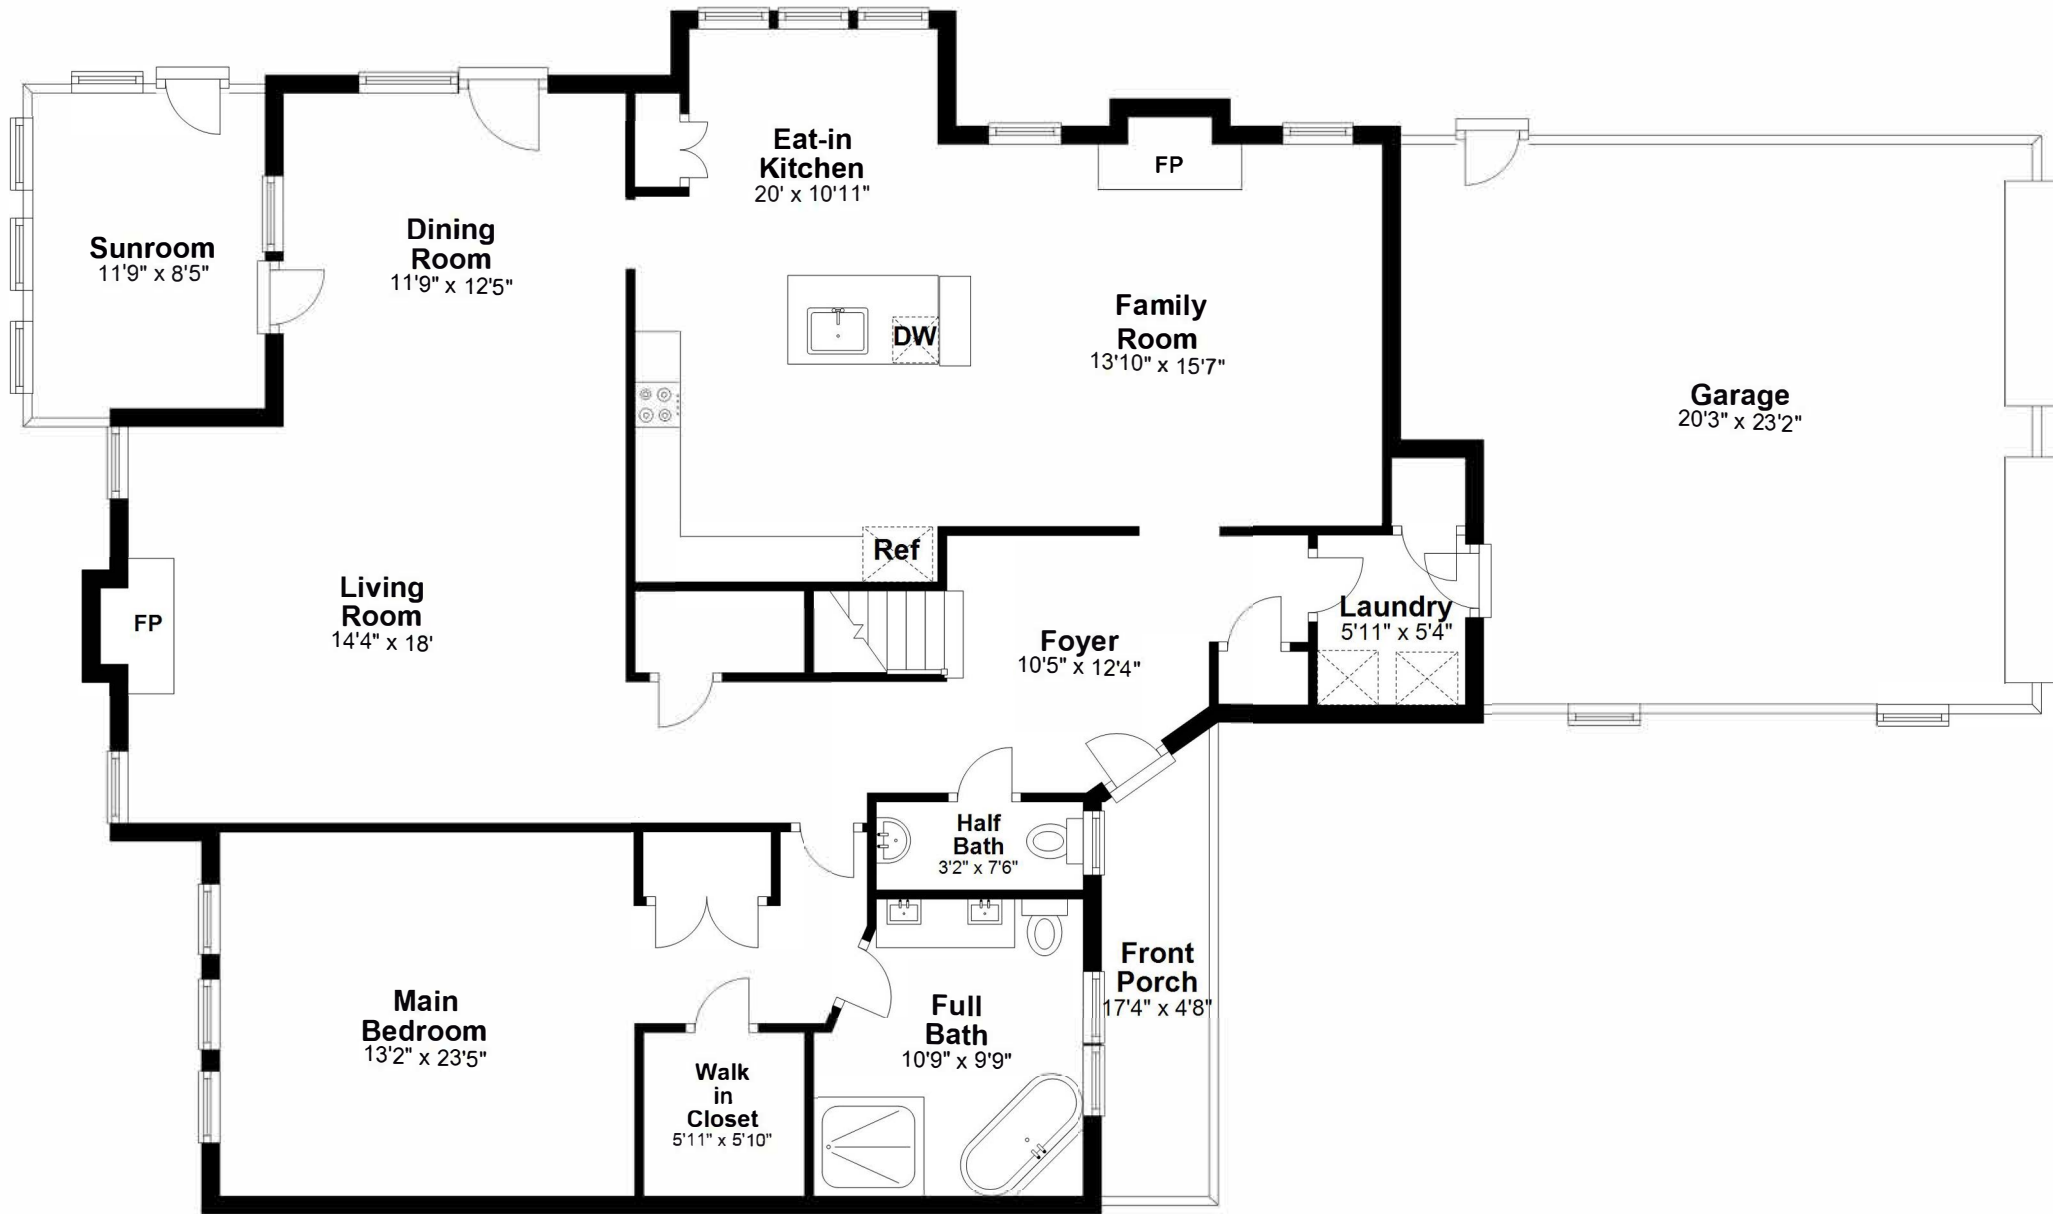 Eat-in
Kitchen
20' x 10'11"
FP
Dining
Room
11'9" x 12'5"
Sunroom
11'9" x 8'5"
Family
Room
13'10" x 15'7"
DW
Garage
20'3" x 23'2"
Ref
Living
Room
14'4" x 18'
FP
Foyer
10'5" x 12'4"
Laundry
5'11" x 5'4"
Half
Bath
3'2" x 7'6"
Front
Porch
17'4" x 4'8"
Main
Bedroom
13'2" x 23'5"
Full
Bath
10'9" x 9'9"
Walk
in
Closet
5'11" x 5'10"